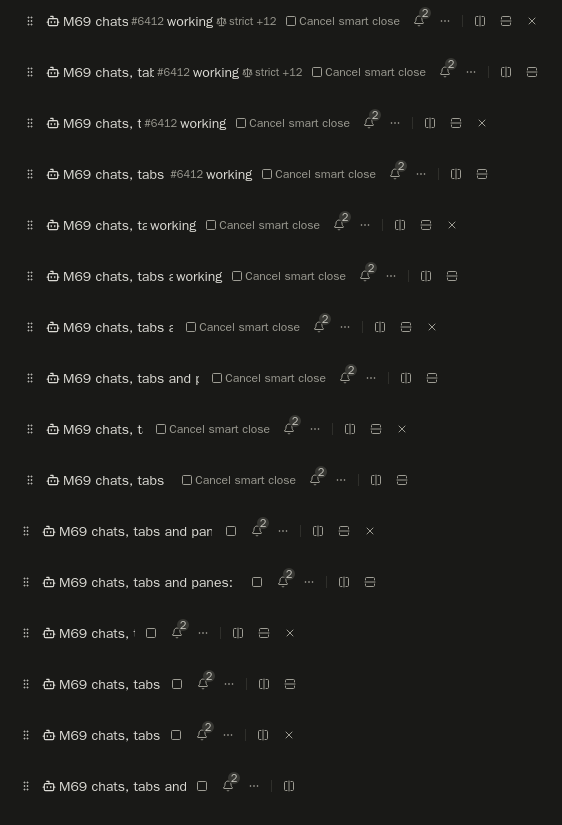 M69 chats #6412 working strict +12 Cancel smart close 2
M69 chats, tab #6412 working strict +12 Cancel smart close 2
M69 chats, t #6412 working Cancel smart close 2
M69 chats, tabs #6412 working Cancel smart close 2
M69 chats, ta working Cancel smart close 2
M69 chats, tabs a working Cancel smart close 2
M69 chats, tabs a Cancel smart close 2
M69 chats, tabs and p Cancel smart close 2
M69 chats, t Cancel smart close 2
M69 chats, tabs Cancel smart close 2
M69 chats, tabs and pan 2
M69 chats, tabs and panes: 2
M69 chats, t 2
M69 chats, tabs 2
M69 chats, tabs 2
M69 chats, tabs and 2